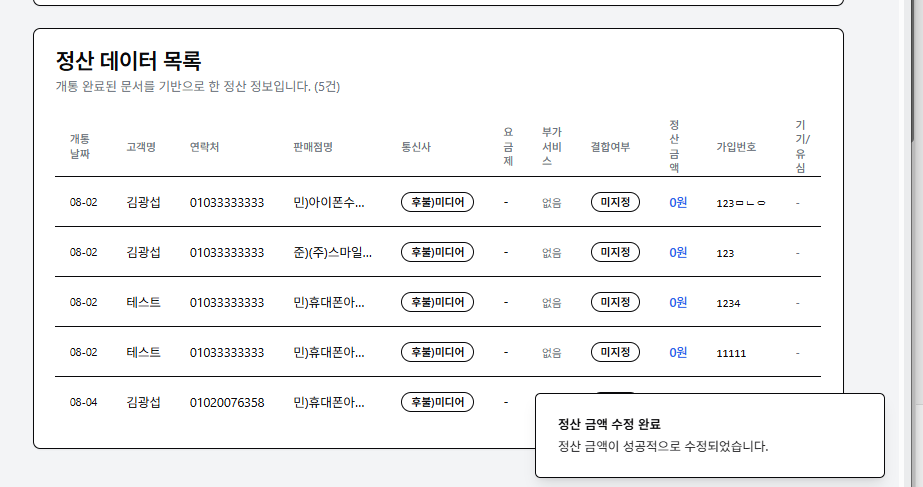 정산 데이터 목록
개통 완료된 문서를 기반으로 한 정산 정보입니다. (5건)
개통 날짜 고객명 연락처 판매점명 통신사 요금제 부가서비스 결합여부 정산금액 가입번호 기기/유심
08-02 김광섭 01033333333 민)아이폰수... 후불)미디어 - 없음 미지정 0원 123ㅁㄴㅇ -
08-02 김광섭 01033333333 준)(주)스마일... 후불)미디어 - 없음 미지정 0원 123 -
08-02 테스트 01033333333 민)휴대폰아... 후불)미디어 - 없음 미지정 0원 1234 -
08-02 테스트 01033333333 민)휴대폰아... 후불)미디어 - 없음 미지정 0원 11111 -
08-04 김광섭 01020076358 민)휴대폰아... 후불)미디어 -
정산 금액 수정 완료
정산 금액이 성공적으로 수정되었습니다.